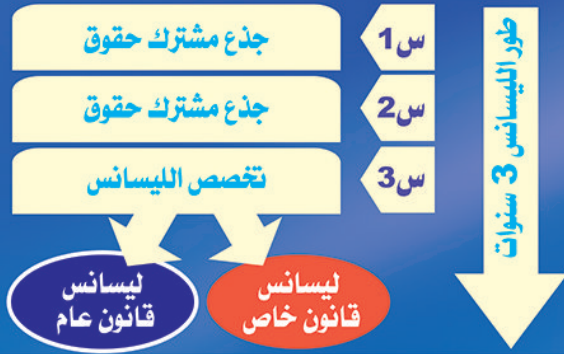 س1
جذع مشترك حقوق
س2
جذع مشترك حقوق
س3
تخصص الليسانس
ليسانس
قانون خاص
ليسانس
قانون عام
طور الليسانس 3 سنوات